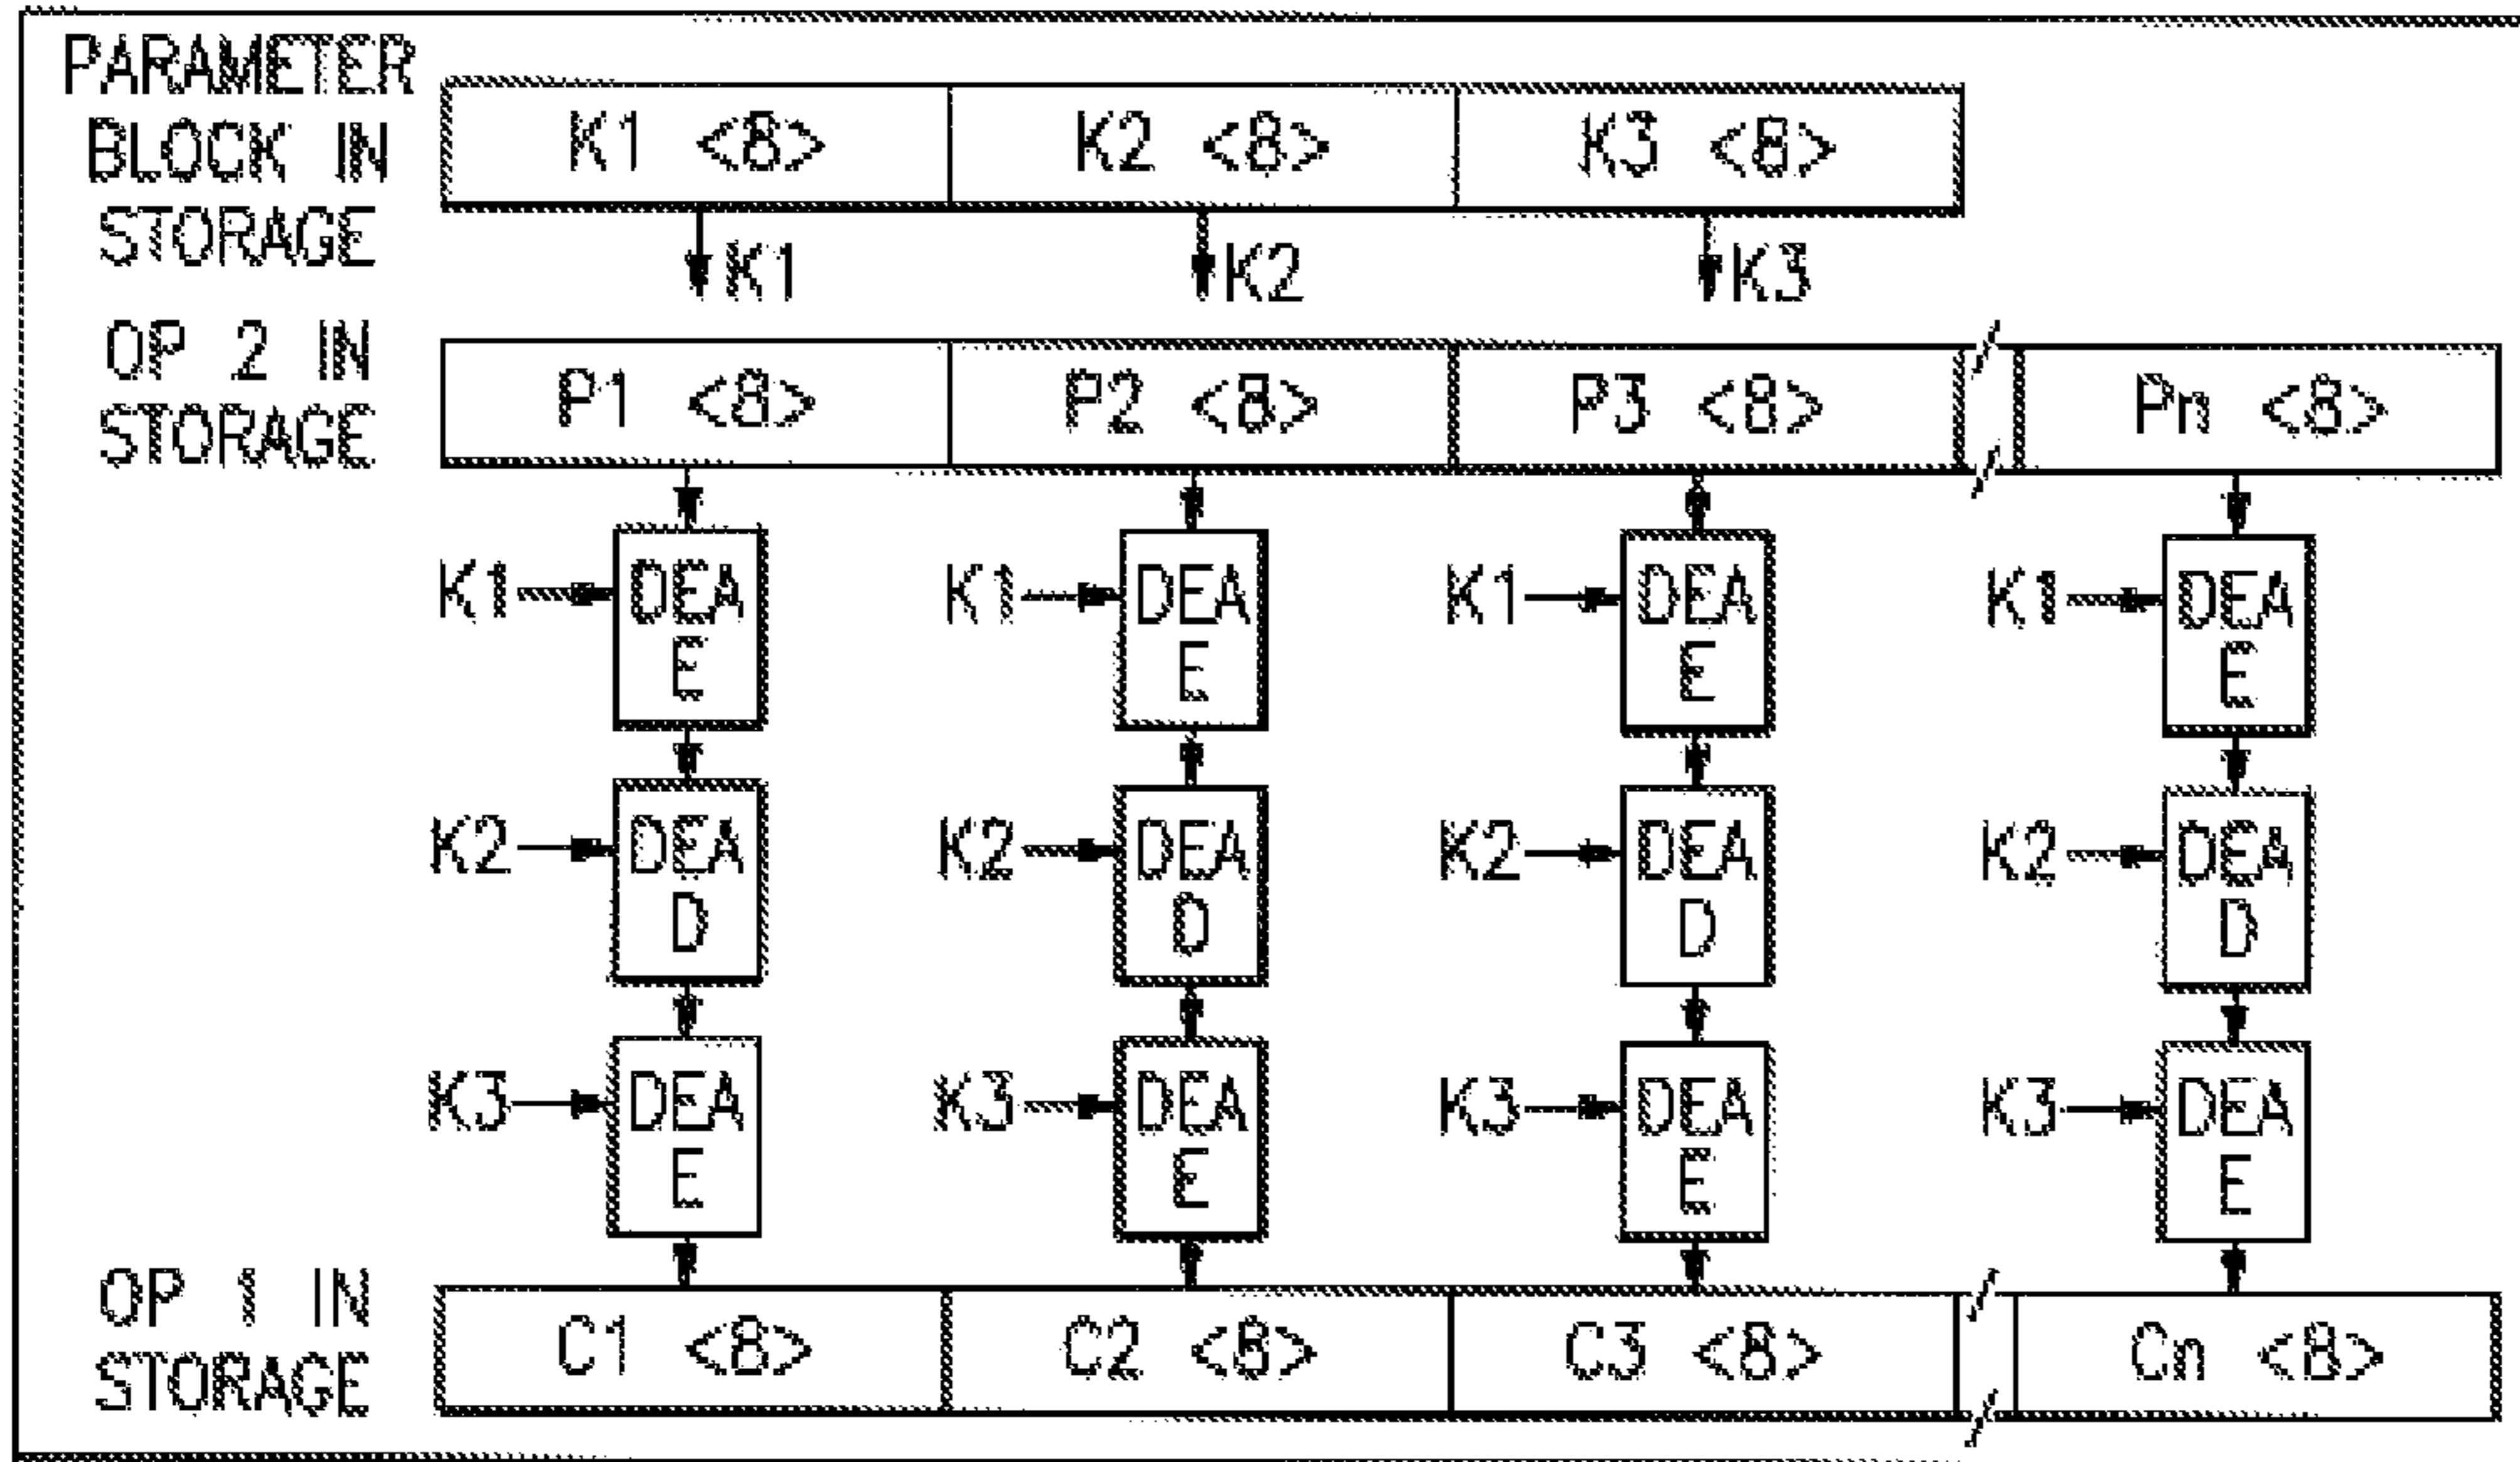 PARAMETER
BLOCK IN
STORAGE
K1 <8> K2 <8> K3 <8>
K1 K2 K3
OP 2 IN
STORAGE
P1 <8> P2 <8> P3 <8> Pn <8>
K1 DEA K1 DEA K1 DEA K1 DEA
E E E E
K2 DEA K2 DEA K2 DEA K2 DEA
D D D D
K3 DEA K3 DEA K3 DEA K3 DEA
E E E E
OP 1 IN
STORAGE
C1 <8> C2 <8> C3 <8> Cn <8>